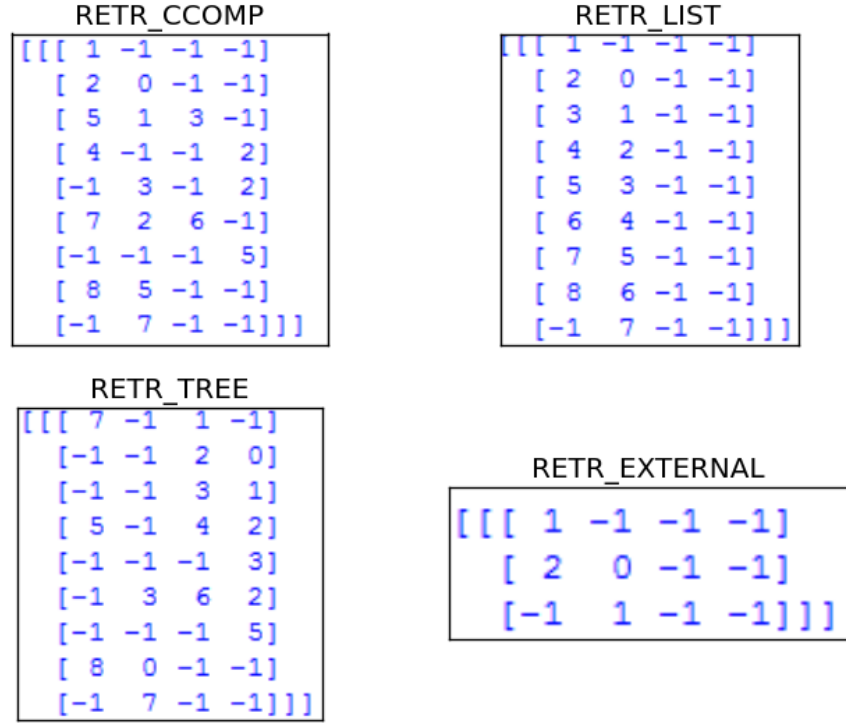 RETR_CCOMP
[[[ 1 -1 -1 -1]
[ 2 0 -1 -1]
[ 5 1 3 -1]
[ 4 -1 -1 2]
[-1 3 -1 2]
[ 7 2 6 -1]
[-1 -1 -1 5]
[ 8 5 -1 -1]
[-1 7 -1 -1]]]
RETR_LIST
[[[ 1 -1 -1 -1]
[ 2 0 -1 -1]
[ 3 1 -1 -1]
[ 4 2 -1 -1]
[ 5 3 -1 -1]
[ 6 4 -1 -1]
[ 7 5 -1 -1]
[ 8 6 -1 -1]
[-1 7 -1 -1]]]
RETR_TREE
[[[ 7 -1 1 -1]
[-1 -1 2 0]
[-1 -1 3 1]
[ 5 -1 4 2]
[-1 -1 -1 3]
[-1 3 6 2]
[-1 -1 -1 5]
[ 8 0 -1 -1]
[-1 7 -1 -1]]]
RETR_EXTERNAL
[[[ 1 -1 -1 -1]
[ 2 0 -1 -1]
[-1 1 -1 -1]]]